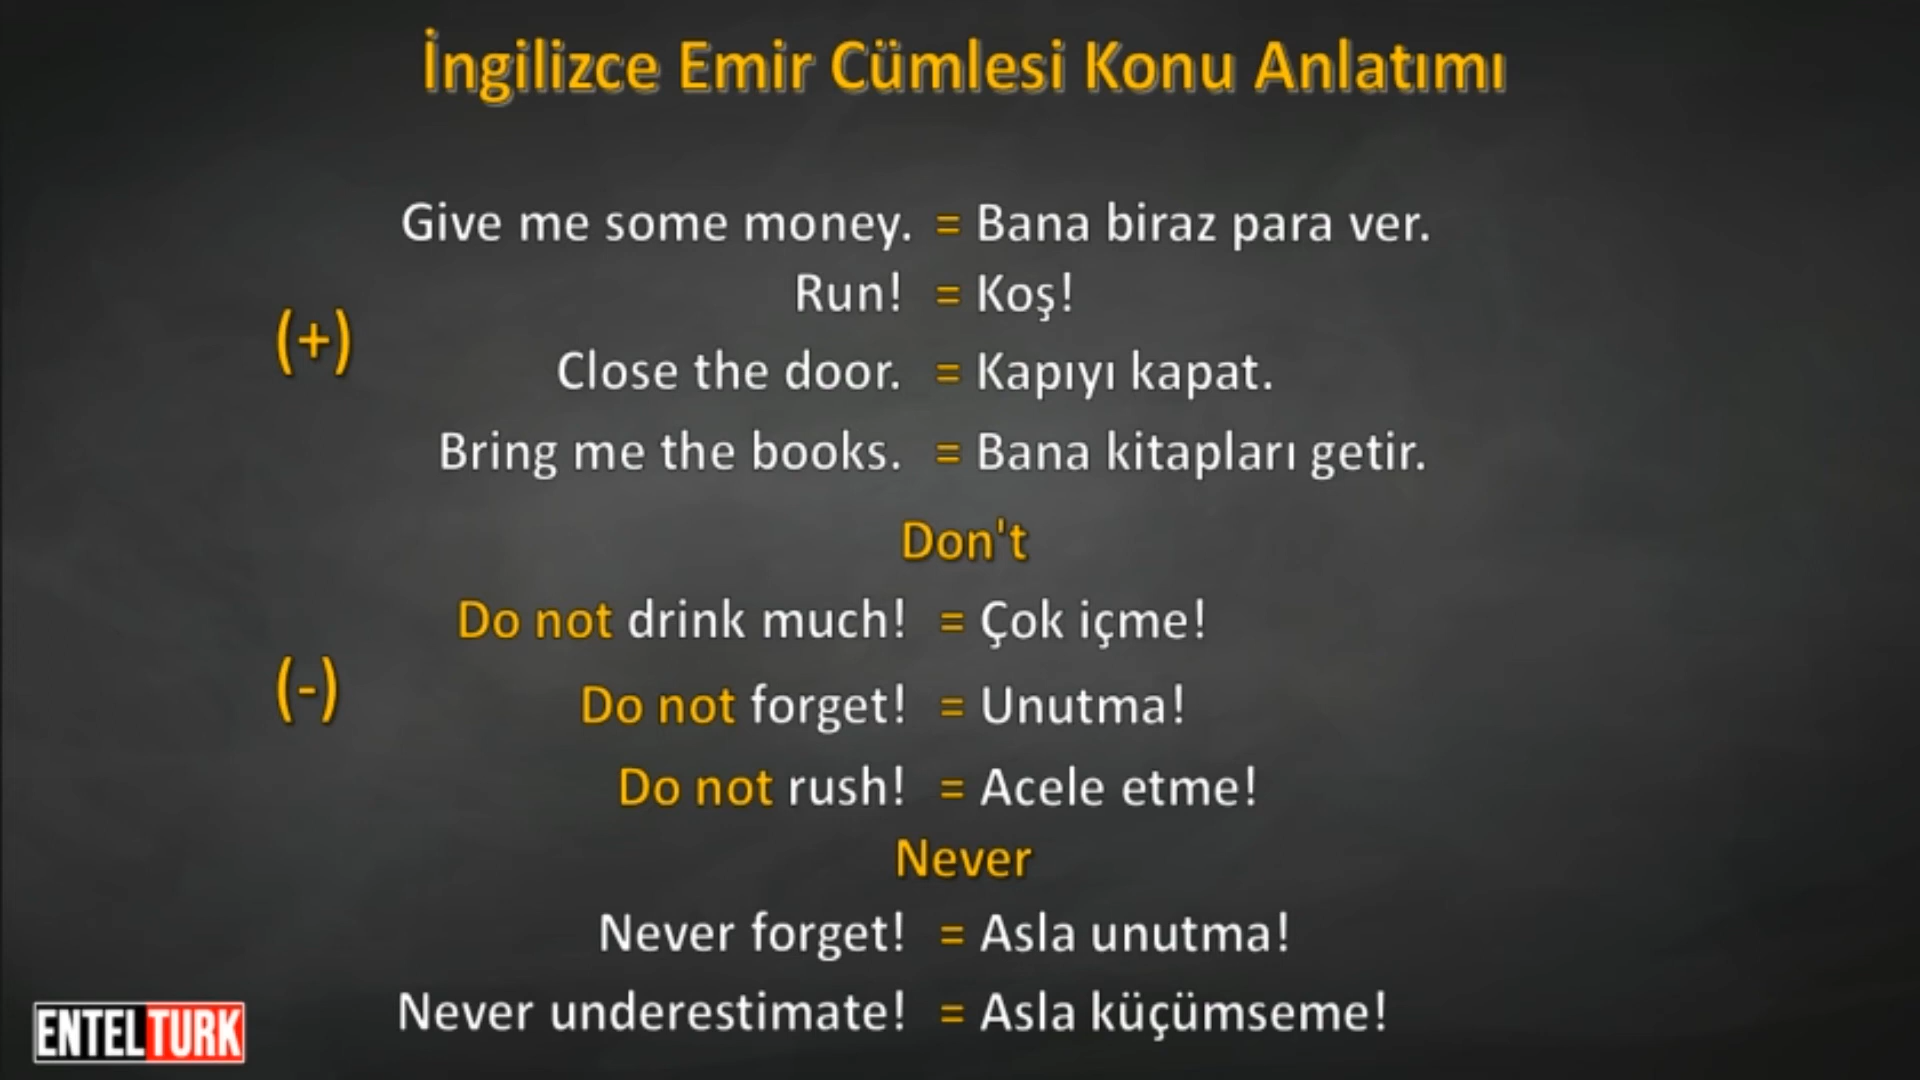 İngilizce Emir Cümlesi Konu Anlatımı
Give me some money. = Bana biraz para ver.
Run! = Koş!
(+)
Close the door. = Kapıyı kapat.
Bring me the books. = Bana kitapları getir.
Don't
Do not drink much! = Çok içme!
(-)
Do not forget! = Unutma!
Do not rush! = Acele etme!
Never
Never forget! = Asla unutma!
Never underestimate! = Asla küçümseme!
ENTELTURK